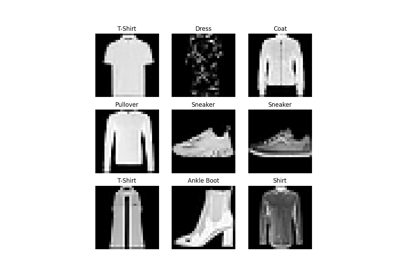 T-Shirt
Dress
Coat
Pullover
Sneaker
Sneaker
T-Shirt
Ankle Boot
Shirt